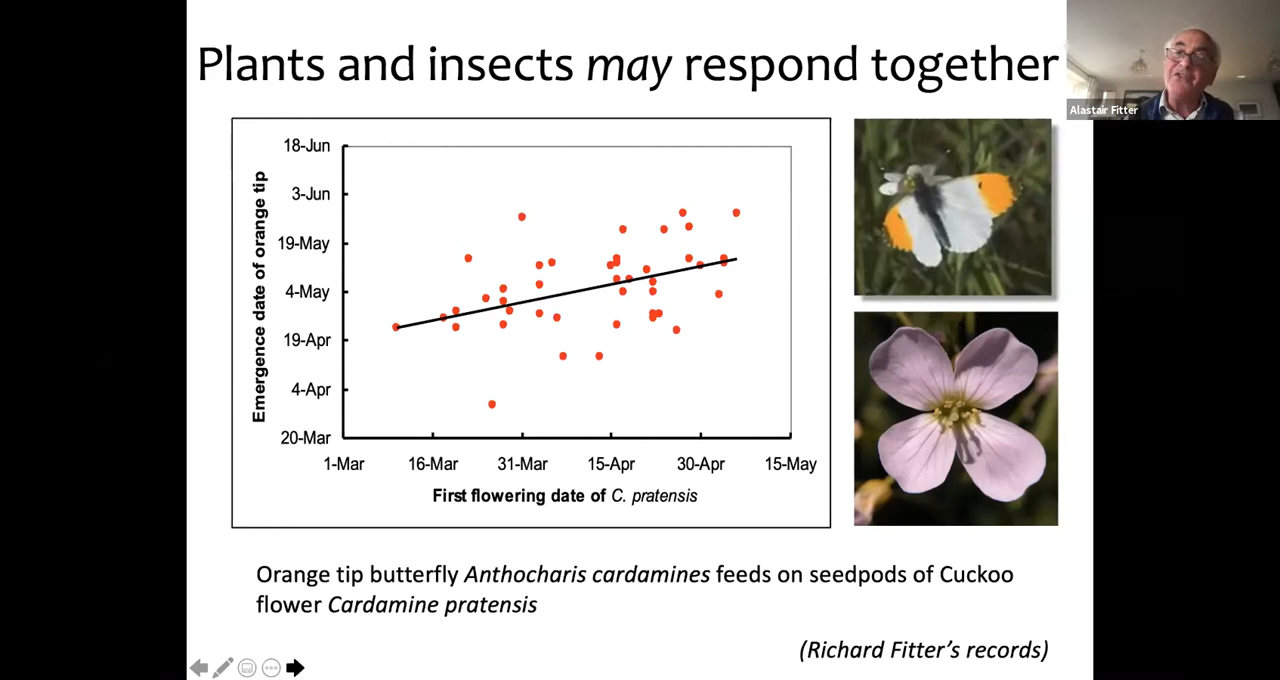 Plants and insects may respond together
Alastair Fitter
Emergence date of orange tip
18-Jun
3-Jun
19-May
4-May
19-Apr
4-Apr
20-Mar
1-Mar 16-Mar 31-Mar 15-Apr 30-Apr 15-May
First flowering date of C. pratensis
Orange tip butterfly Anthocharis cardamines feeds on seedpods of Cuckoo
flower Cardamine pratensis
(Richard Fitter's records)